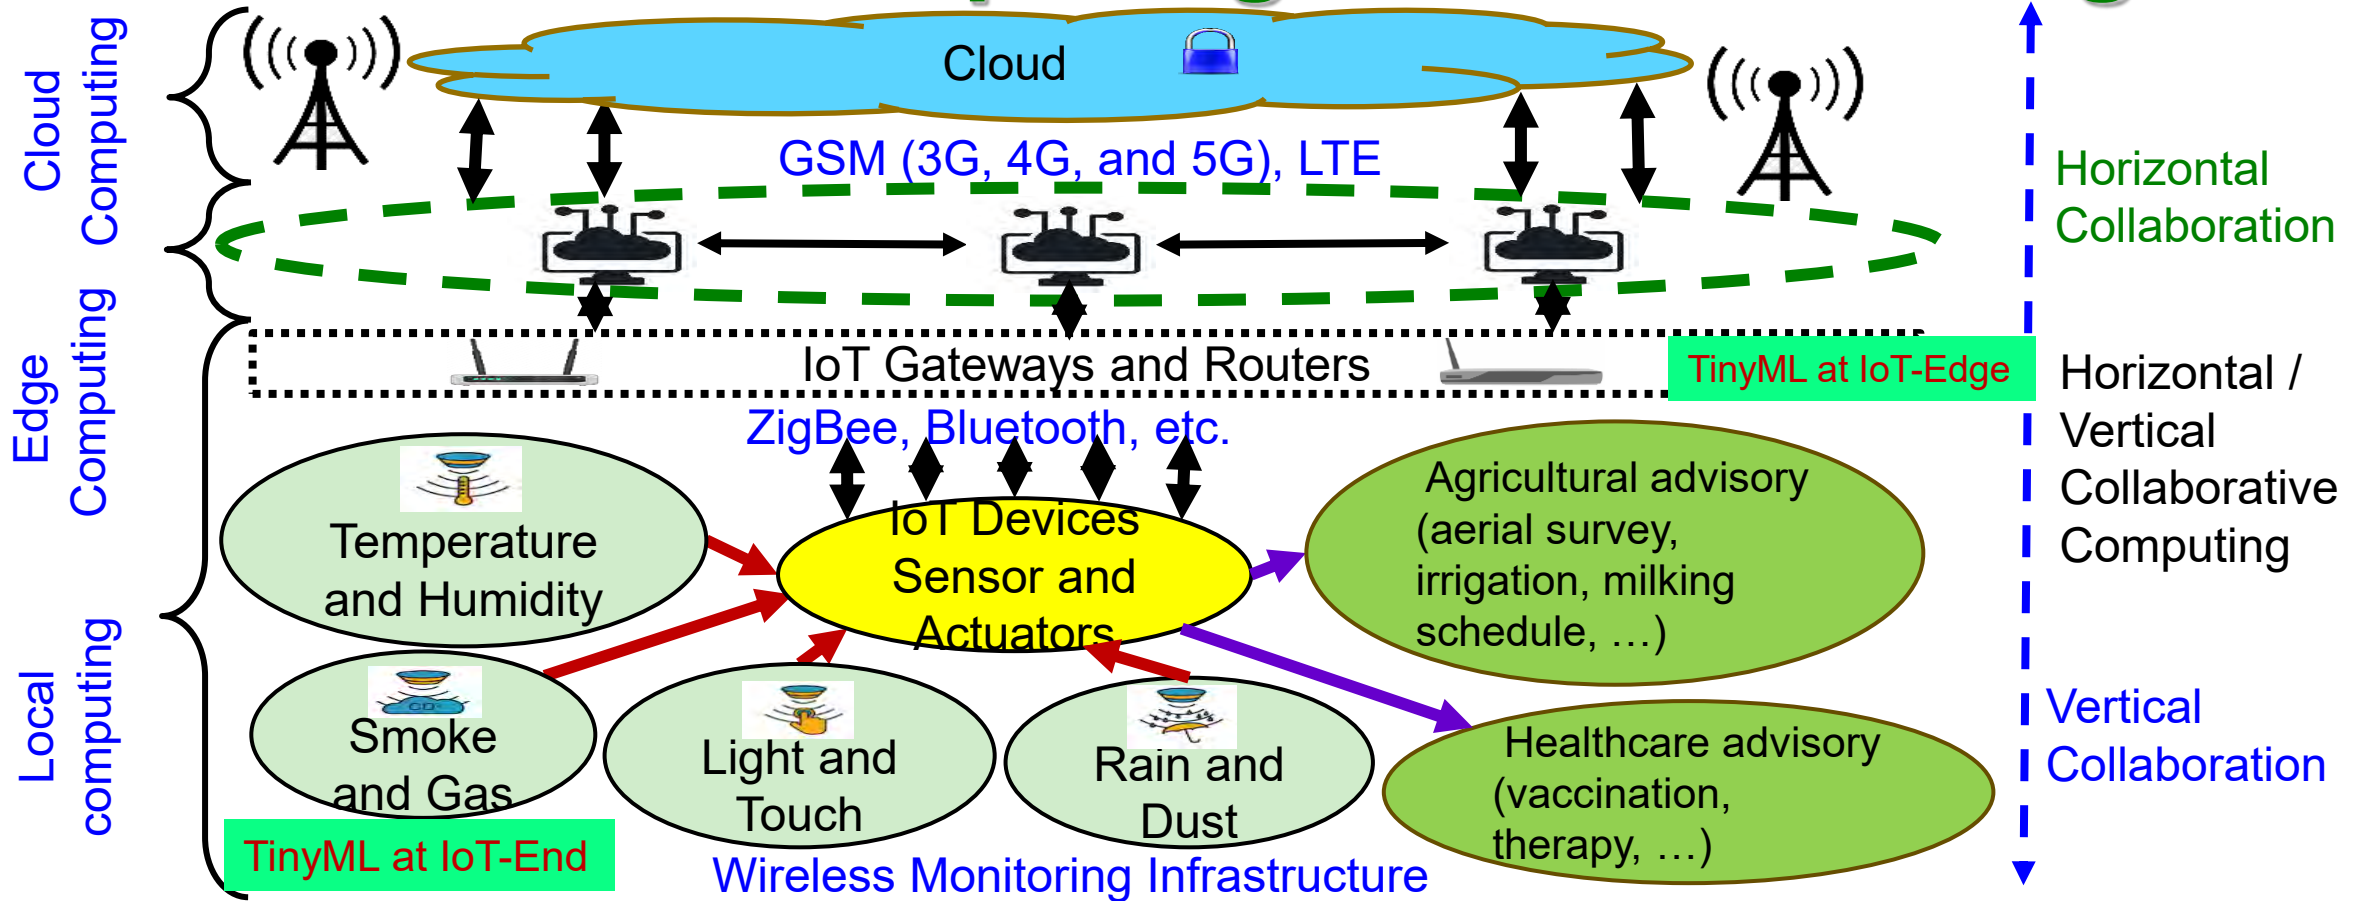 Cloud
Computing
Cloud
GSM (3G, 4G, and 5G), LTE
Horizontal
Collaboration
Edge
Computing
IoT Gateways and Routers
TinyML at IoT-Edge
ZigBee, Bluetooth, etc.
Horizontal /
Vertical
Collaborative
Computing
Temperature
and Humidity
IoT Devices
Sensor and
Actuators
Agricultural advisory
(aerial survey,
irrigation, milking
schedule, …)
Local
computing
Smoke
and Gas
Light and
Touch
Rain and
Dust
Healthcare advisory
(vaccination,
therapy, …)
Vertical
Collaboration
TinyML at IoT-End
Wireless Monitoring Infrastructure